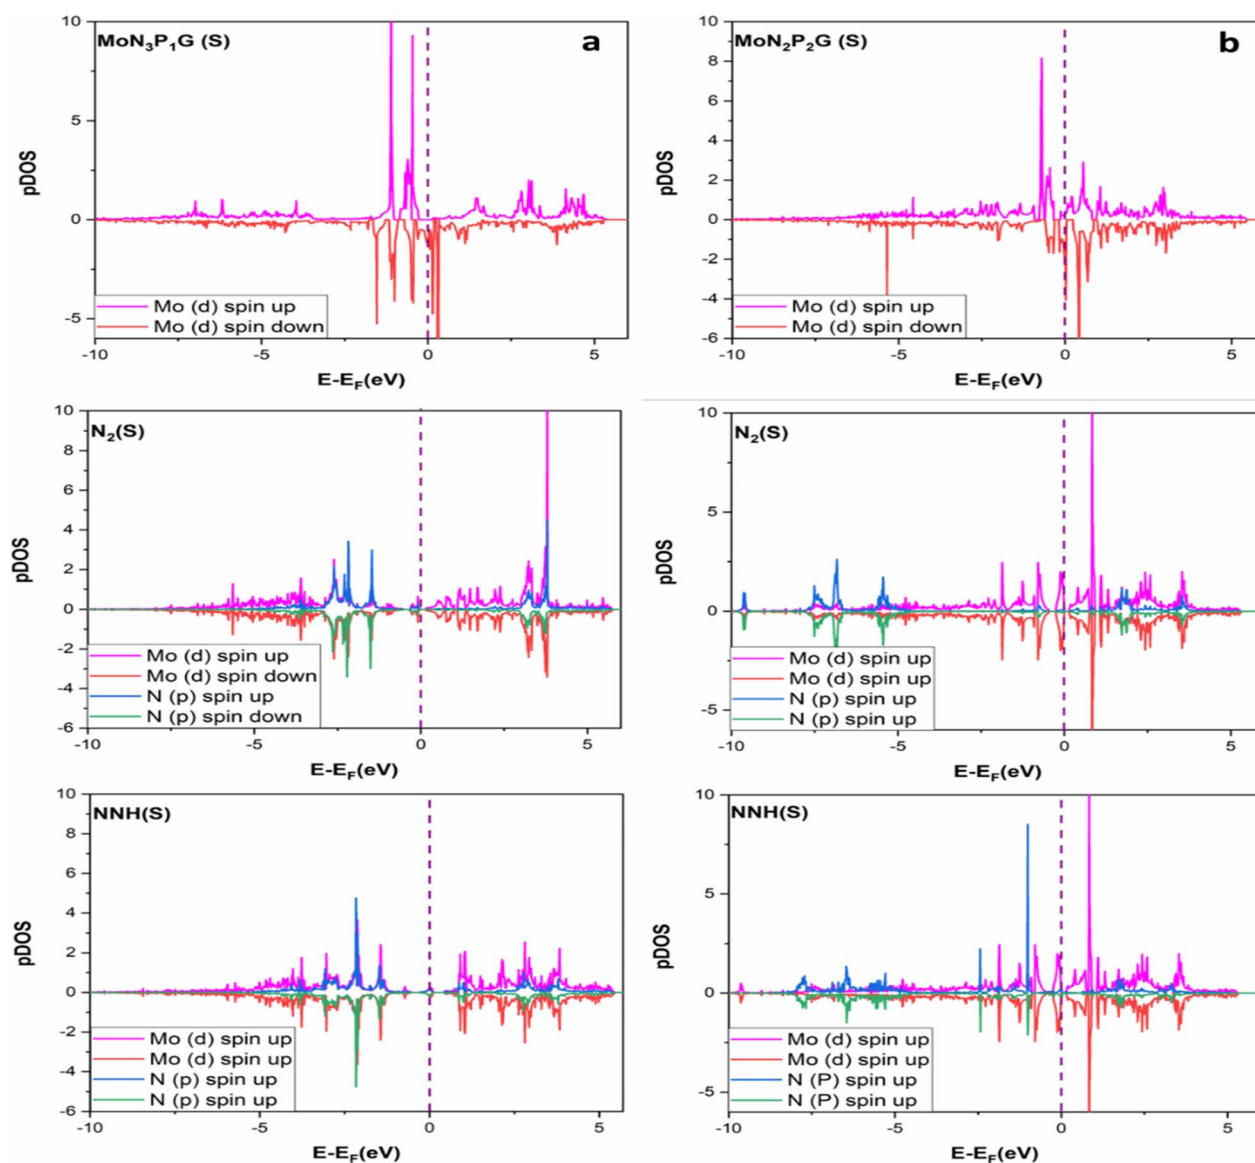 MoN₃P₁G (S)
a
10
5
0
-5
pDOS
Mo (d) spin up
Mo (d) spin down
-10
-5
0
5
E-E_F(eV)
MoN₂P₂G (S)
b
10
8
6
4
2
0
-2
-4
-6
pDOS
Mo (d) spin up
Mo (d) spin down
-10
-5
0
5
E-E_F(eV)
N₂(S)
10
8
6
4
2
0
-2
-4
-6
pDOS
Mo (d) spin up
Mo (d) spin down
N (p) spin up
N (p) spin down
-10
-5
0
5
E-E_F(eV)
N₂(S)
10
5
0
-5
pDOS
Mo (d) spin up
Mo (d) spin up
N (p) spin up
N (p) spin up
-10
-5
0
5
E-E_F(eV)
NNH(S)
10
8
6
4
2
0
-2
-4
-6
pDOS
Mo (d) spin up
Mo (d) spin up
N (p) spin up
N (p) spin up
-10
-5
0
5
E-E_F(eV)
NNH(S)
10
5
0
-5
pDOS
Mo (d) spin up
Mo (d) spin up
N (P) spin up
N (P) spin up
-10
-5
0
5
E-E_F(eV)